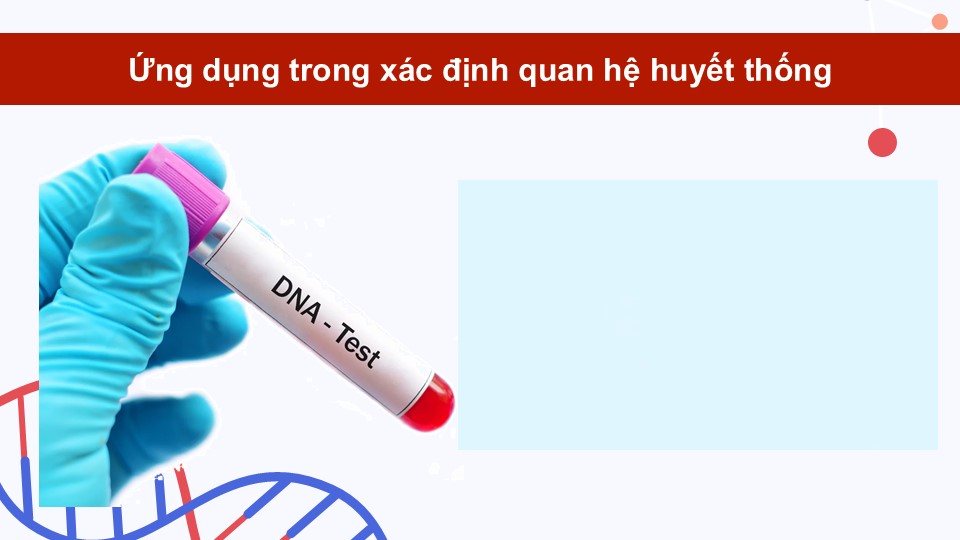 Ứng dụng trong xác định quan hệ huyết thống
DNA - Test